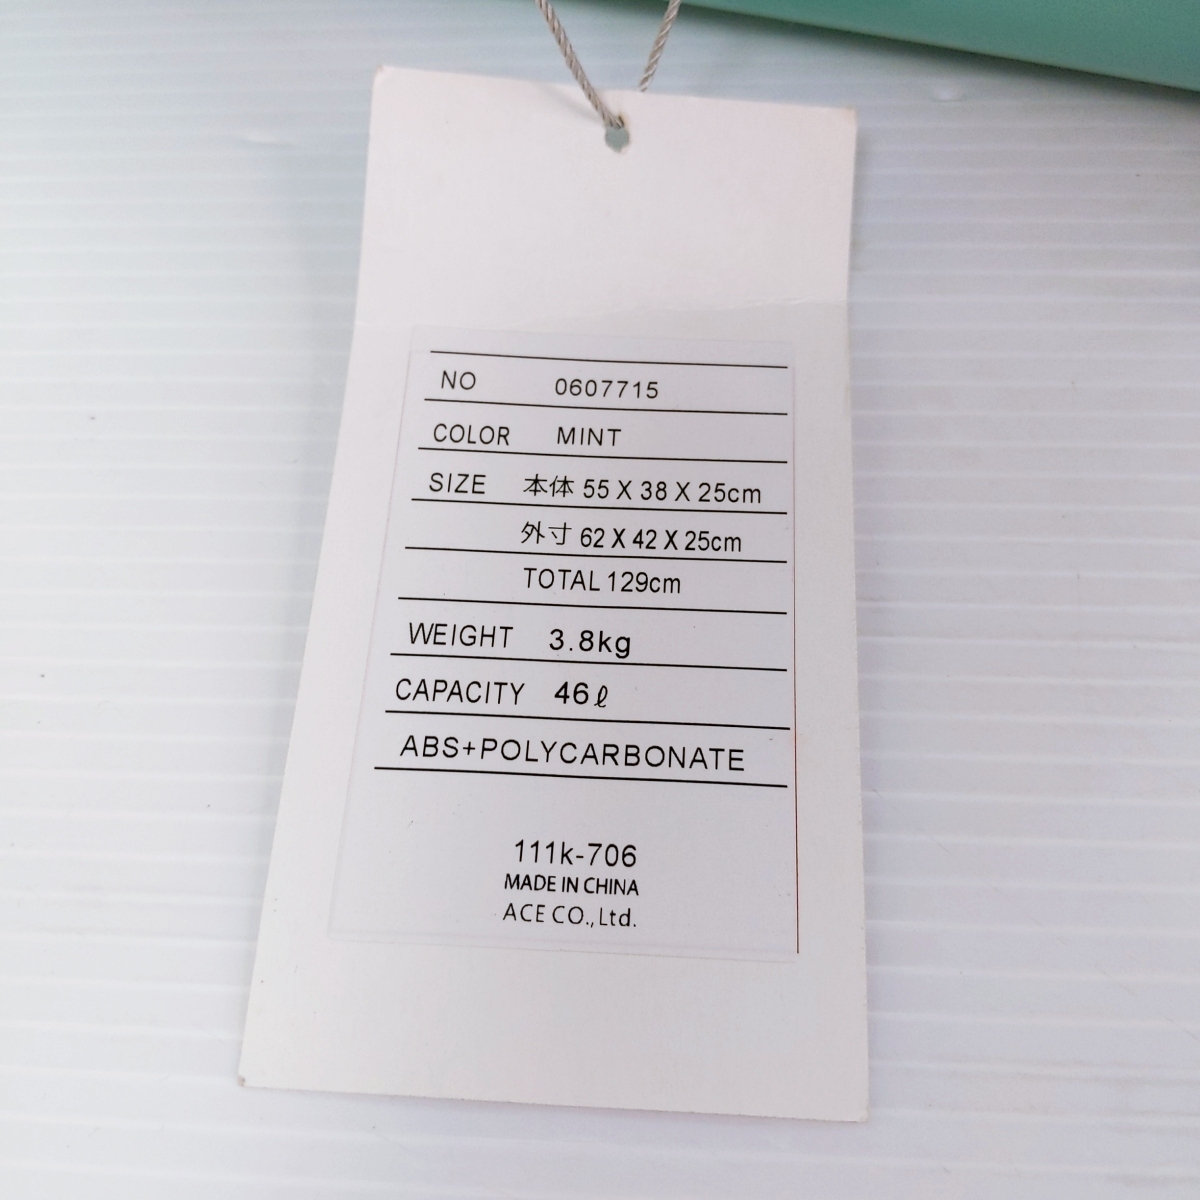 NO 0607715
COLOR MINT
SIZE 本体 55 X 38 X 25cm
外寸 62 X 42 X 25cm
TOTAL 129cm
WEIGHT 3.8kg
CAPACITY 46ℓ
ABS+POLYCARBONATE
111k-706
MADE IN CHINA
ACE CO.,Ltd.